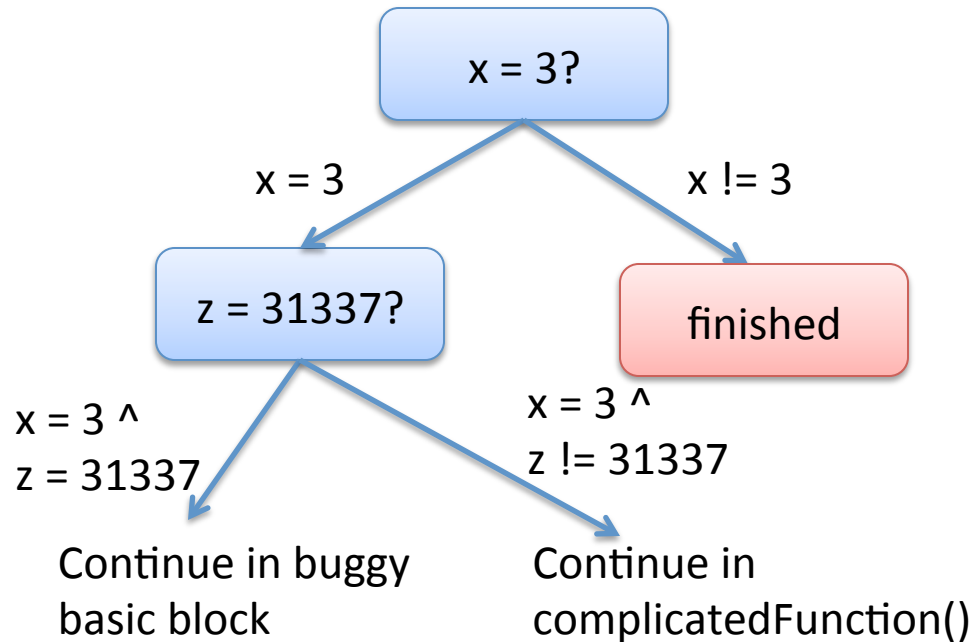 x = 3?
x = 3
x != 3
z = 31337?
finished
x = 3 ^
z = 31337
x = 3 ^
z != 31337
Continue in buggy
basic block
Continue in
complicatedFunction()